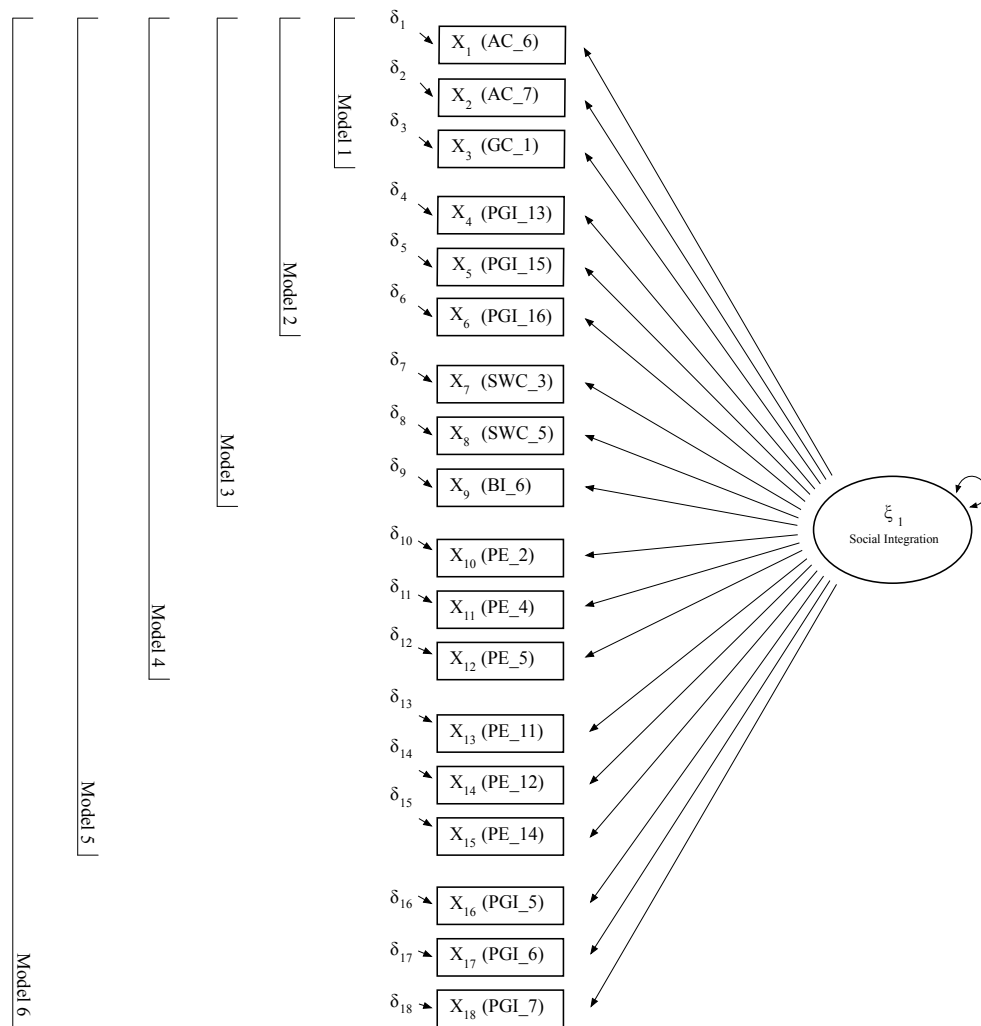 δ1
X1 (AC_6)
δ2
X2 (AC_7)
δ3
X3 (GC_1)
δ4
X4 (PGI_13)
δ5
X5 (PGI_15)
δ6
X6 (PGI_16)
δ7
X7 (SWC_3)
δ8
X8 (SWC_5)
δ9
X9 (BI_6)
δ10
X10 (PE_2)
δ11
X11 (PE_4)
δ12
X12 (PE_5)
δ13
X13 (PE_11)
δ14
X14 (PE_12)
δ15
X15 (PE_14)
δ16
X16 (PGI_5)
δ17
X17 (PGI_6)
δ18
X18 (PGI_7)
Model 1
Model 2
Model 3
Model 4
Model 5
Model 6
ξ1
Social Integration